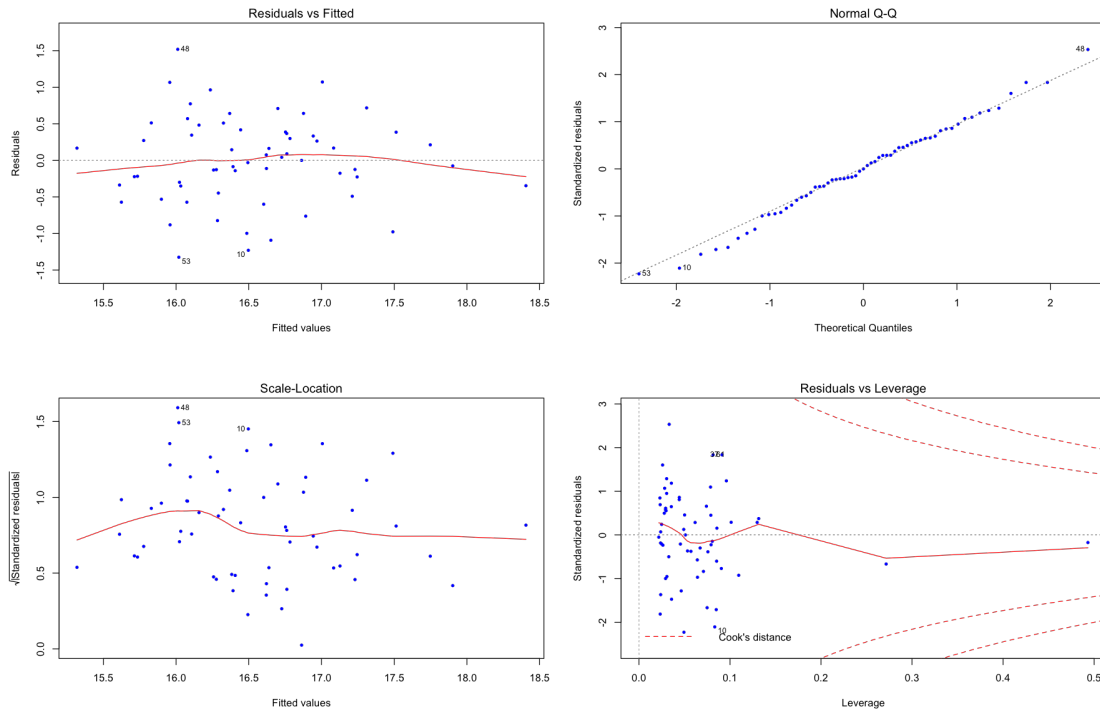 Residuals vs Fitted
Residuals
1.5
1.0
0.5
0.0
-0.5
-1.0
-1.5
48
10
53
15.5 16.0 16.5 17.0 17.5 18.0 18.5
Fitted values
Normal Q-Q
Standardized residuals
3
2
1
0
-1
-2
48
53
10
-2 -1 0 1 2
Theoretical Quantiles
Scale-Location
√|Standardized residuals|
1.5
1.0
0.5
0.0
48
53
10
15.5 16.0 16.5 17.0 17.5 18.0 18.5
Fitted values
Residuals vs Leverage
Standardized residuals
3
2
1
0
-1
-2
10
Cook's distance
0.0 0.1 0.2 0.3 0.4 0.5
Leverage